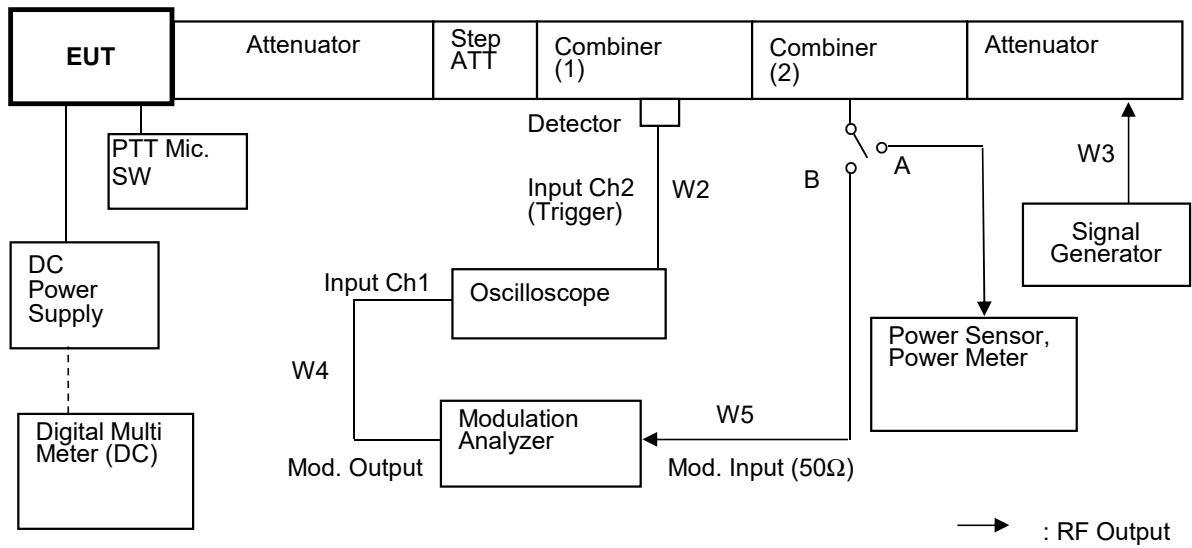 EUT
Attenuator
Step
ATT
Combiner
(1)
Combiner
(2)
Attenuator
Detector
PTT Mic.
SW
Input Ch2
(Trigger)
W2
B
A
W3
Signal
Generator
DC
Power
Supply
Input Ch1
Oscilloscope
Power Sensor,
Power Meter
W4
W5
Digital Multi
Meter (DC)
Modulation
Analyzer
Mod. Output
Mod. Input (50Ω)
: RF Output